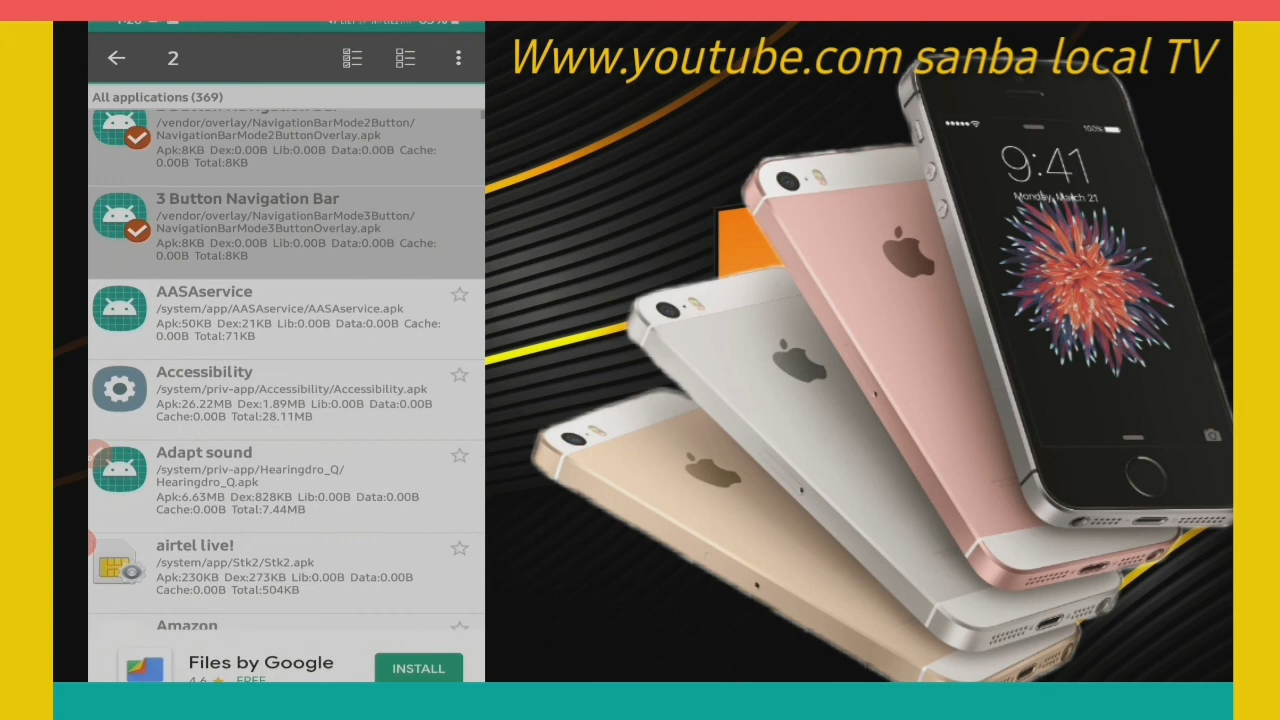 Www.youtube.com sanba local TV
2
All applications (369)
/vendor/overlay/NavigationBarMode2Button/
NavigationBarMode2ButtonOverlay.apk
Apk:8KB Dex:0.00B Lib:0.00B Data:0.00B Cache:
0.00B Total:8KB
3 Button Navigation Bar
/vendor/overlay/NavigationBarMode3Button/
NavigationBarMode3ButtonOverlay.apk
Apk:8KB Dex:0.00B Lib:0.00B Data:0.00B Cache:
0.00B Total:8KB
AASAservice
/system/app/AASAservice/AASAservice.apk
Apk:50KB Dex:21KB Lib:0.00B Data:0.00B Cache:
0.00B Total:71KB
Accessibility
/system/priv-app/Accessibility/Accessibility.apk
Apk:26.22MB Dex:1.89MB Lib:0.00B Data:0.00B
Cache:0.00B Total:28.11MB
Adapt sound
/system/priv-app/Hearingdro_Q/
Hearingdro_Q.apk
Apk:6.63MB Dex:828KB Lib:0.00B Data:0.00B
Cache:0.00B Total:7.44MB
airtel live!
/system/app/Stk2/Stk2.apk
Apk:230KB Dex:273KB Lib:0.00B Data:0.00B
Cache:0.00B Total:504KB
Amazon
Files by Google
4.6 FREE
INSTALL
100%
9:41
Monday, March 21